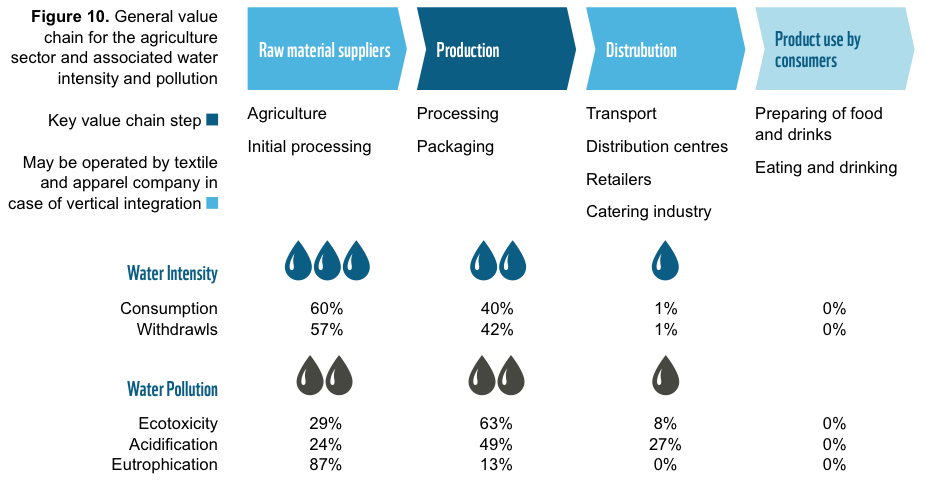 Figure 10. General value
chain for the agriculture
sector and associated water
intensity and pollution
Key value chain step
May be operated by textile
and apparel company in
case of vertical integration
Raw material suppliers
Production
Distrubution
Product use by
consumers
Agriculture
Initial processing
Processing
Packaging
Transport
Distribution centres
Retailers
Catering industry
Preparing of food
and drinks
Eating and drinking
Water Intensity
Consumption 60% 40% 1% 0%
Withdrawls 57% 42% 1% 0%
Water Pollution
Ecotoxicity 29% 63% 8% 0%
Acidification 24% 49% 27% 0%
Eutrophication 87% 13% 0% 0%